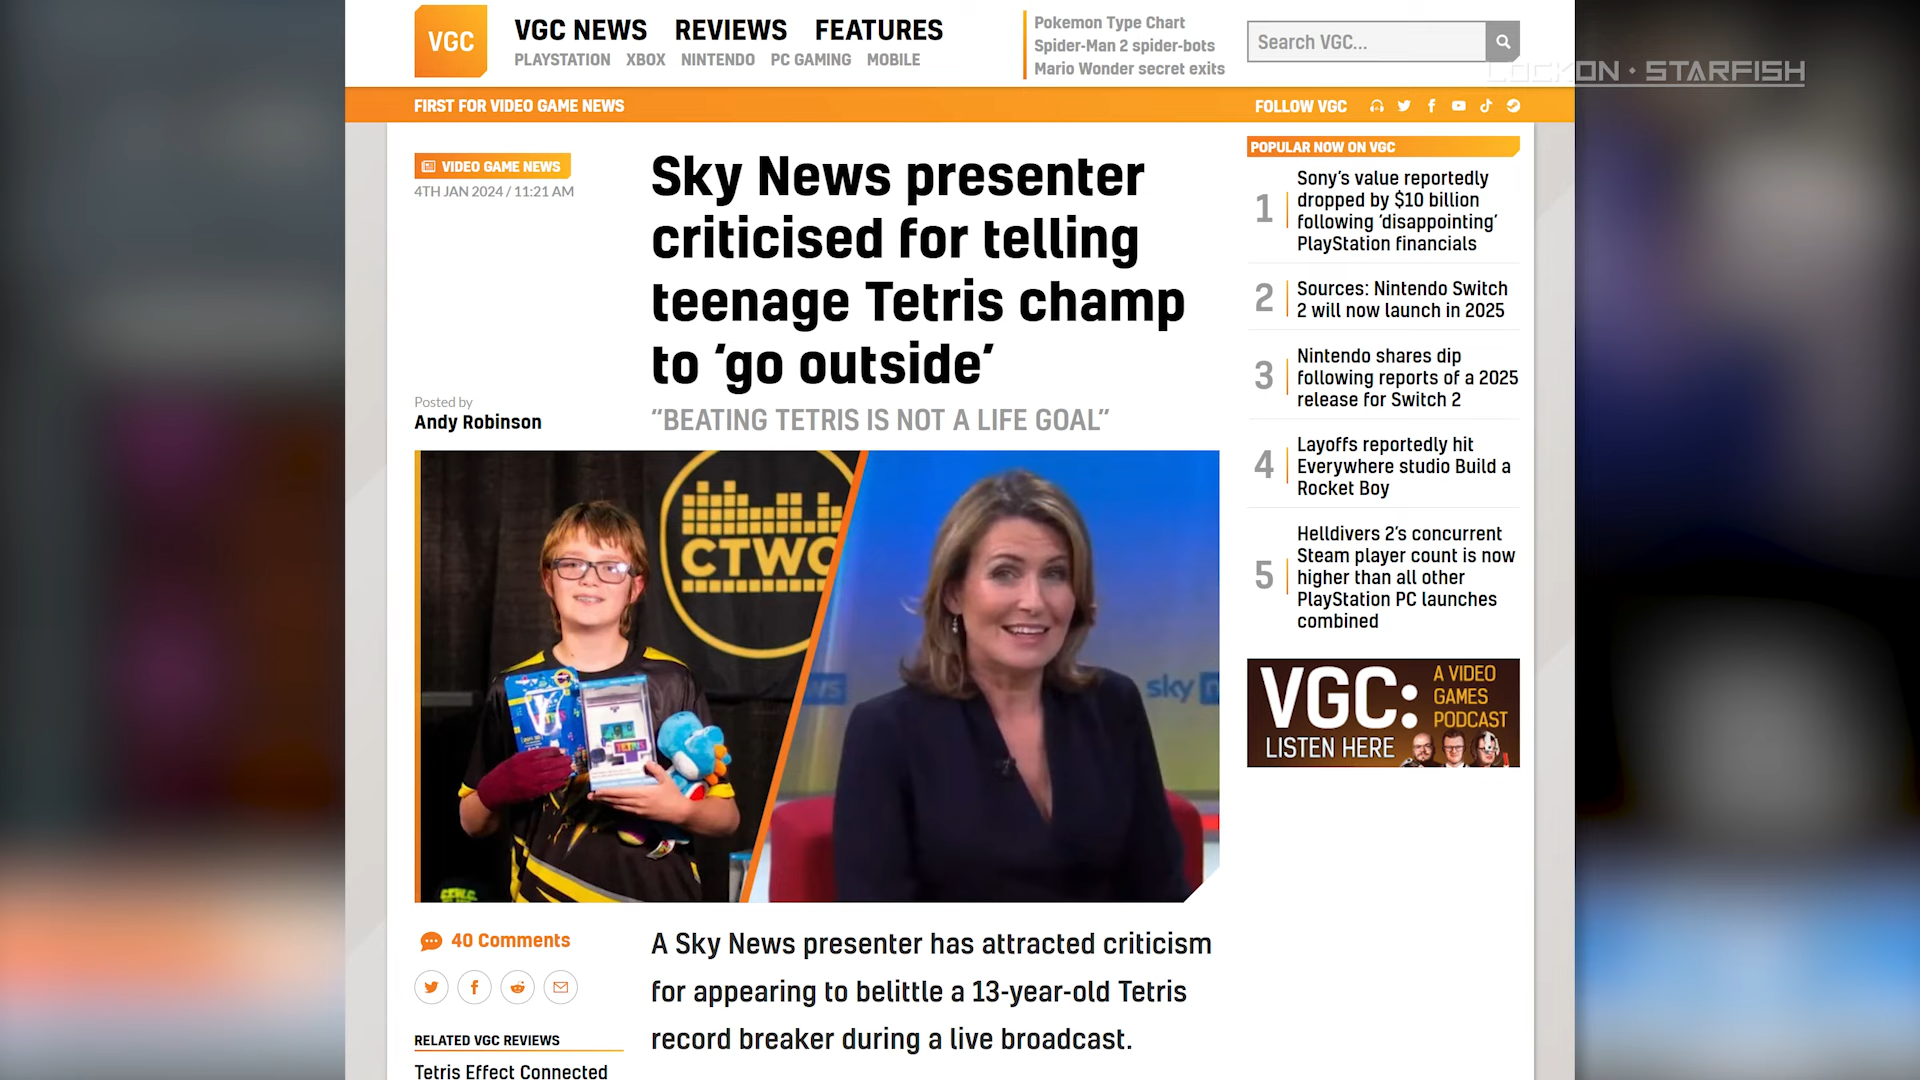 VGC
VGC NEWS REVIEWS FEATURES
PLAYSTATION XBOX NINTENDO PC GAMING MOBILE
Pokemon Type Chart
Spider-Man 2 spider-bots
Mario Wonder secret exits
Search VGC...
LOCKON · STARFISH
FIRST FOR VIDEO GAME NEWS
FOLLOW VGC
VIDEO GAME NEWS
4TH JAN 2024 / 11:21 AM
Sky News presenter
criticised for telling
teenage Tetris champ
to ‘go outside’
“BEATING TETRIS IS NOT A LIFE GOAL”
Posted by
Andy Robinson
CTWC
TETRIS
sky n
40 Comments
A Sky News presenter has attracted criticism
for appearing to belittle a 13-year-old Tetris
record breaker during a live broadcast.
RELATED VGC REVIEWS
Tetris Effect Connected
POPULAR NOW ON VGC
1
Sony’s value reportedly
dropped by $10 billion
following ‘disappointing’
PlayStation financials
2
Sources: Nintendo Switch
2 will now launch in 2025
3
Nintendo shares dip
following reports of a 2025
release for Switch 2
4
Layoffs reportedly hit
Everywhere studio Build a
Rocket Boy
5
Helldivers 2’s concurrent
Steam player count is now
higher than all other
PlayStation PC launches
combined
VGC:
A VIDEO
GAMES
PODCAST
LISTEN HERE